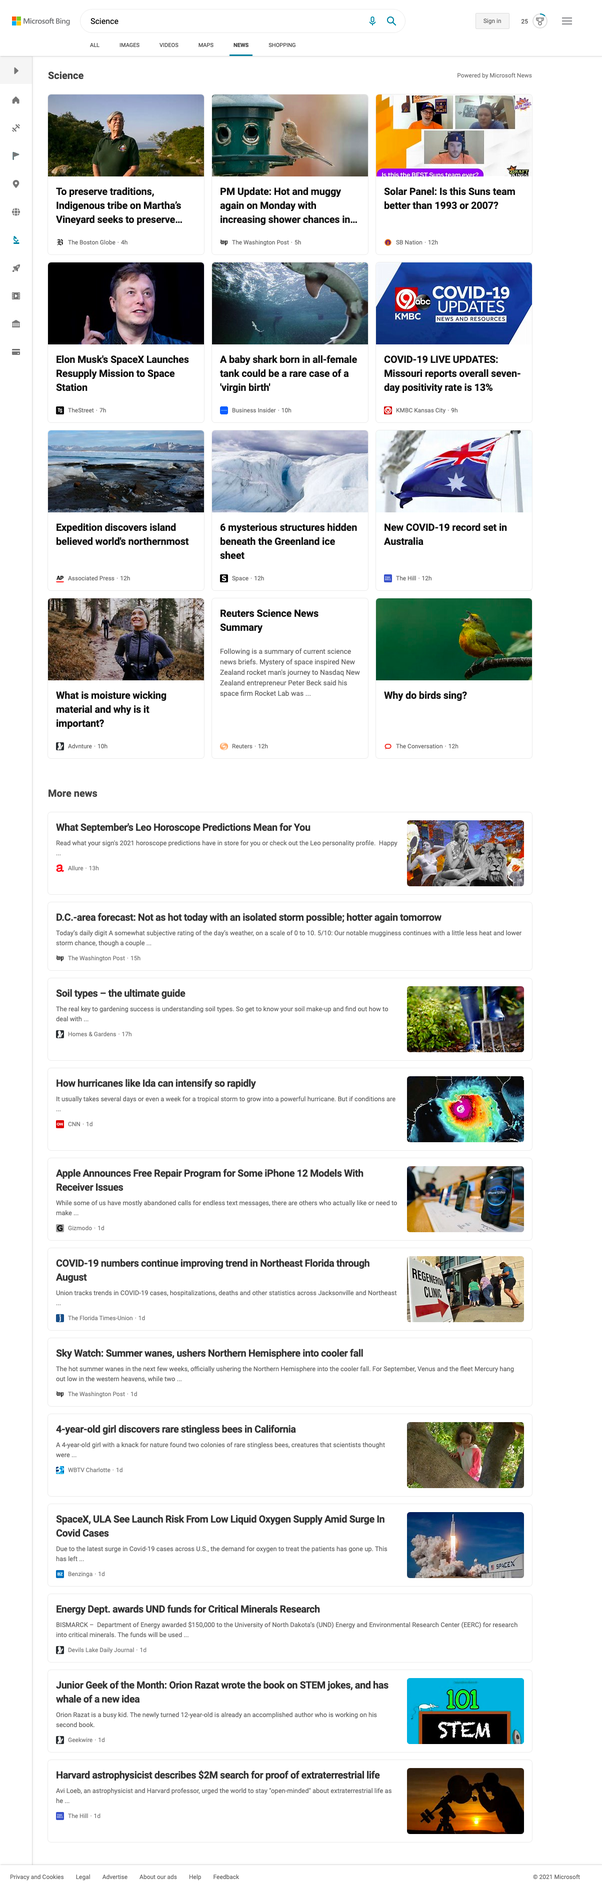 Microsoft Bing
Science
Sign in
25
ALL
IMAGES
VIDEOS
MAPS
NEWS
SHOPPING
Science
Powered by Microsoft News
To preserve traditions,
Indigenous tribe on Martha's
Vineyard seeks to preserve...
The Boston Globe · 4h
PM Update: Hot and muggy
again on Monday with
increasing shower chances in...
The Washington Post · 5h
Is this the BEST Suns team ever?
Solar Panel: Is this Suns team
better than 1993 or 2007?
SB Nation · 12h
Elon Musk's SpaceX Launches
Resupply Mission to Space
Station
TheStreet · 7h
A baby shark born in all-female
tank could be a rare case of a
'virgin birth'
Business Insider · 10h
9 abc
KMBC
COVID-19
UPDATES
NEWS AND RESOURCES
COVID-19 LIVE UPDATES:
Missouri reports overall seven-
day positivity rate is 13%
KMBC Kansas City · 9h
Expedition discovers island
believed world's northernmost
AP Associated Press · 12h
6 mysterious structures hidden
beneath the Greenland ice
sheet
Space · 12h
New COVID-19 record set in
Australia
The Hill · 12h
What is moisture wicking
material and why is it
important?
Advnture · 10h
Reuters Science News
Summary
Following is a summary of current science
news briefs. Mystery of space inspired New
Zealand rocket man's journey to Nasdaq New
Zealand entrepreneur Peter Beck said his
space firm Rocket Lab was ...
Reuters · 12h
Why do birds sing?
The Conversation · 12h
More news
What September's Leo Horoscope Predictions Mean for You
Read what your sign's 2021 horoscope predictions have in store for you or check out the Leo personality profile. Happy
...
a Allure · 13h
D.C.-area forecast: Not as hot today with an isolated storm possible; hotter again tomorrow
Today's daily digit A somewhat subjective rating of the day's weather, on a scale of 0 to 10. 5/10: Our notable mugginess continues with a little less heat and lower
storm chance, though a couple ...
wp The Washington Post · 15h
Soil types – the ultimate guide
The real key to gardening success is understanding soil types. So get to know your soil make-up and find out how to
deal with ...
Homes & Gardens · 17h
How hurricanes like Ida can intensify so rapidly
It usually takes several days or even a week for a tropical storm to grow into a powerful hurricane. But if conditions are
...
CNN · 1d
Apple Announces Free Repair Program for Some iPhone 12 Models With
Receiver Issues
While some of us have mostly abandoned calls for endless text messages, there are others who actually like or need to
make ...
G Gizmodo · 1d
COVID-19 numbers continue improving trend in Northeast Florida through
August
Union tracks trends in COVID-19 cases, hospitalizations, deaths and other statistics across Jacksonville and Northeast
...
The Florida Times-Union · 1d
REGENERON
CLINIC
Sky Watch: Summer wanes, ushers Northern Hemisphere into cooler fall
The hot summer wanes in the next few weeks, officially ushering the Northern Hemisphere into the cooler fall. For September, Venus and the fleet Mercury hang
out low in the western heavens, while two ...
wp The Washington Post · 1d
4-year-old girl discovers rare stingless bees in California
A 4-year-old girl with a knack for nature found two colonies of rare stingless bees, creatures that scientists thought
were ...
WBTV Charlotte · 1d
SpaceX, ULA See Launch Risk From Low Liquid Oxygen Supply Amid Surge In
Covid Cases
Due to the latest surge in Covid-19 cases across U.S., the demand for oxygen to treat the patients has gone up. This
has left ...
Benzinga · 1d
SPACEX
Energy Dept. awards UND funds for Critical Minerals Research
BISMARCK – Department of Energy awarded $150,000 to the University of North Dakota's (UND) Energy and Environmental Research Center (EERC) for research
into critical minerals. The funds will be used ...
Devils Lake Daily Journal · 1d
Junior Geek of the Month: Orion Razat wrote the book on STEM jokes, and has
whale of a new idea
Orion Razat is a busy kid. The newly turned 12-year-old is already an accomplished author who is working on his
second book.
Geekwire · 1d
101
STEM
Harvard astrophysicist describes $2M search for proof of extraterrestrial life
Avi Loeb, an astrophysicist and Harvard professor, urged the world to stay "open-minded" about extraterrestrial life as
he ...
The Hill · 1d
Privacy and Cookies
Legal
Advertise
About our ads
Help
Feedback
© 2021 Microsoft